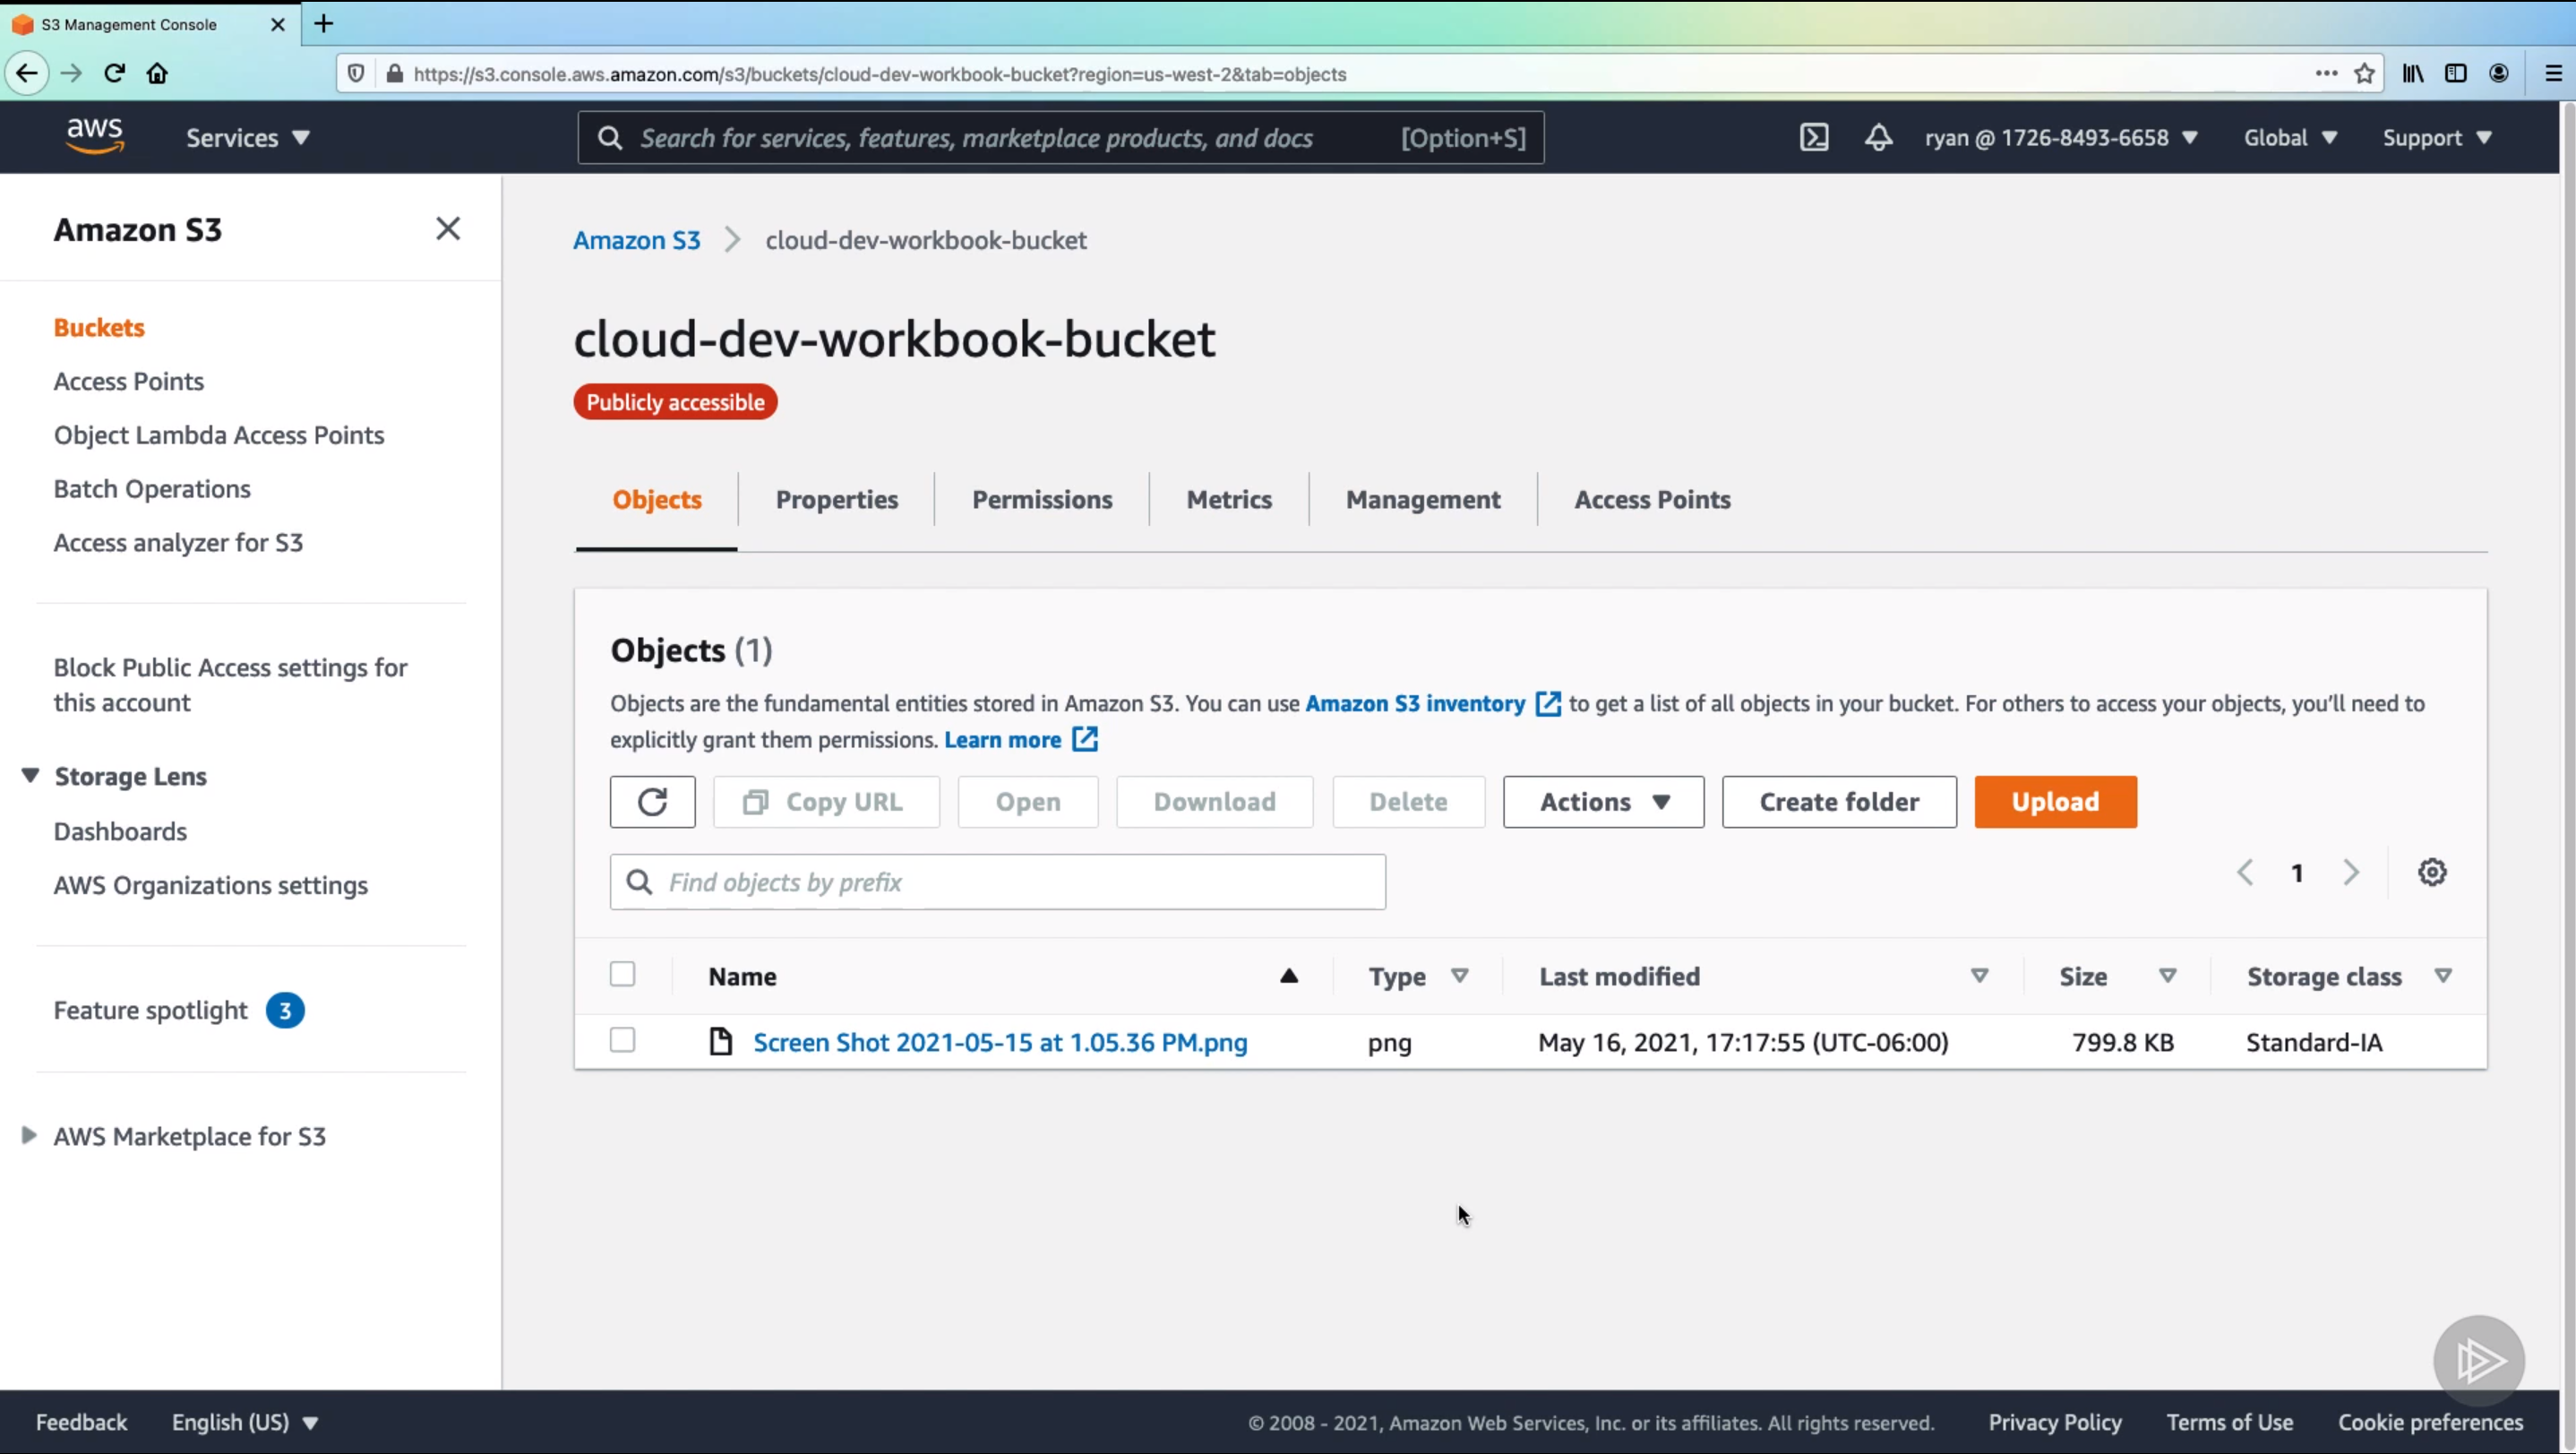 S3 Management Console
https://s3.console.aws.amazon.com/s3/buckets/cloud-dev-workbook-bucket?region=us-west-2&tab=objects
aws Services Search for services, features, marketplace products, and docs [Option+S] ryan @ 1726-8493-6658 Global Support
Amazon S3
Buckets
Access Points
Object Lambda Access Points
Batch Operations
Access analyzer for S3
Block Public Access settings for
this account
Storage Lens
Dashboards
AWS Organizations settings
Feature spotlight 3
AWS Marketplace for S3
Amazon S3 cloud-dev-workbook-bucket
cloud-dev-workbook-bucket
Publicly accessible
Objects Properties Permissions Metrics Management Access Points
Objects (1)
Objects are the fundamental entities stored in Amazon S3. You can use Amazon S3 inventory to get a list of all objects in your bucket. For others to access your objects, you'll need to
explicitly grant them permissions. Learn more
Copy URL Open Download Delete Actions Create folder Upload
Find objects by prefix 1
Name Type Last modified Size Storage class
Screen Shot 2021-05-15 at 1.05.36 PM.png png May 16, 2021, 17:17:55 (UTC-06:00) 799.8 KB Standard-IA
Feedback English (US) © 2008 - 2021, Amazon Web Services, Inc. or its affiliates. All rights reserved. Privacy Policy Terms of Use Cookie preferences